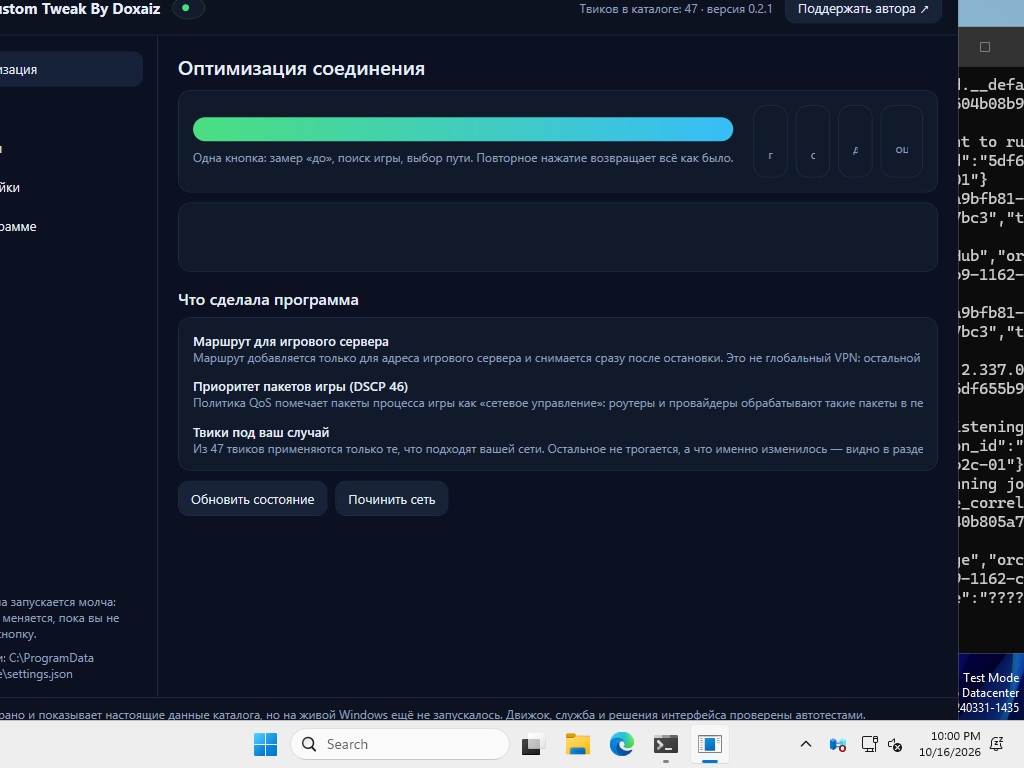 ustom Tweak By Doxaiz
Твиков в каталоге: 47 · версия 0.2.1
Поддержать автора ↗
изация
йки
рамме
Оптимизация соединения
Одна кнопка: замер «до», поиск игры, выбор пути. Повторное нажатие возвращает всё как было.
Что сделала программа
Маршрут для игрового сервера
Маршрут добавляется только для адреса игрового сервера и снимается сразу после остановки. Это не глобальный VPN: остальной
Приоритет пакетов игры (DSCP 46)
Политика QoS помечает пакеты процесса игры как «сетевое управление»: роутеры и провайдеры обрабатывают такие пакеты в пе
Твики под ваш случай
Из 47 твиков применяются только те, что подходят вашей сети. Остальное не трогается, а что именно изменилось — видно в разде
Обновить состояние
Починить сеть
а запускается молча:
меняется, пока вы не
кнопку.
и: C:\ProgramData
e\settings.json
рано и показывает настоящие данные каталога, но на живой Windows ещё не запускалось. Движок, служба и решения интерфейса проверены автотестами.
d.__defa
604b08b9
nt to ru
d":"5df6
01"}
a9bfb81-
7bc3","t
Hub","or
b9-1162-
a9bfb81-
7bc3","t
2.337.0
5df655b9
istening
on_id":"
b2c-01"}
nning jo
e_correl
40b805a7
ge","orc
9-1162-c
e":"????
Test Mode
Datacenter
240331-1435
Search
10:00 PM
10/16/2026